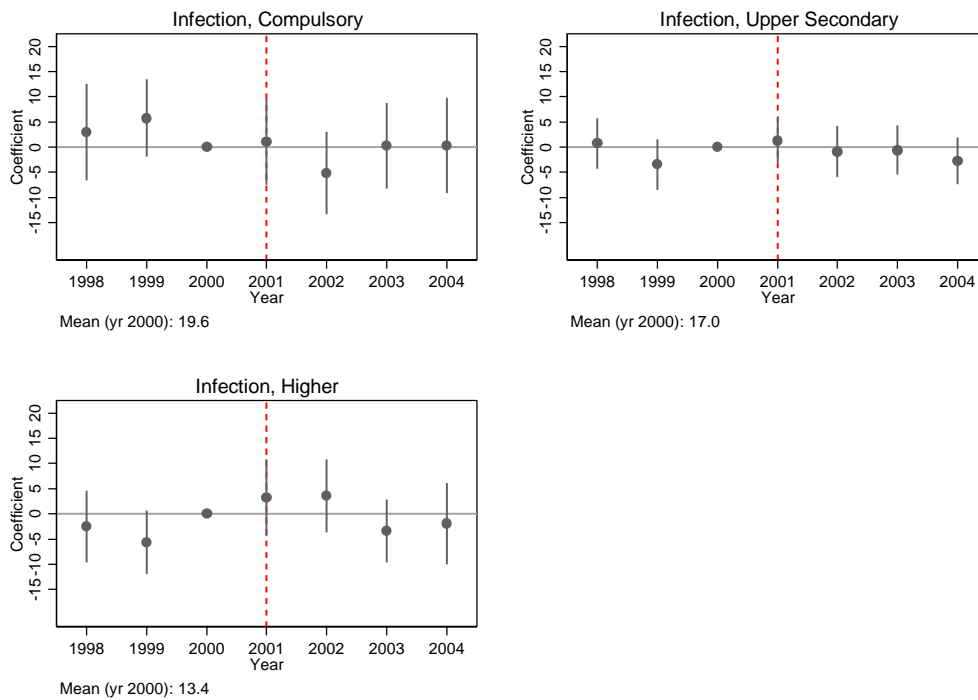 Infection, Compulsory
Coefficient
20
15
10
5
0
-5
-10
-15
1998 1999 2000 2001 2002 2003 2004
Year
Mean (yr 2000): 19.6
Infection, Upper Secondary
Coefficient
20
15
10
5
0
-5
-10
-15
1998 1999 2000 2001 2002 2003 2004
Year
Mean (yr 2000): 17.0
Infection, Higher
Coefficient
20
15
10
5
0
-5
-10
-15
1998 1999 2000 2001 2002 2003 2004
Year
Mean (yr 2000): 13.4